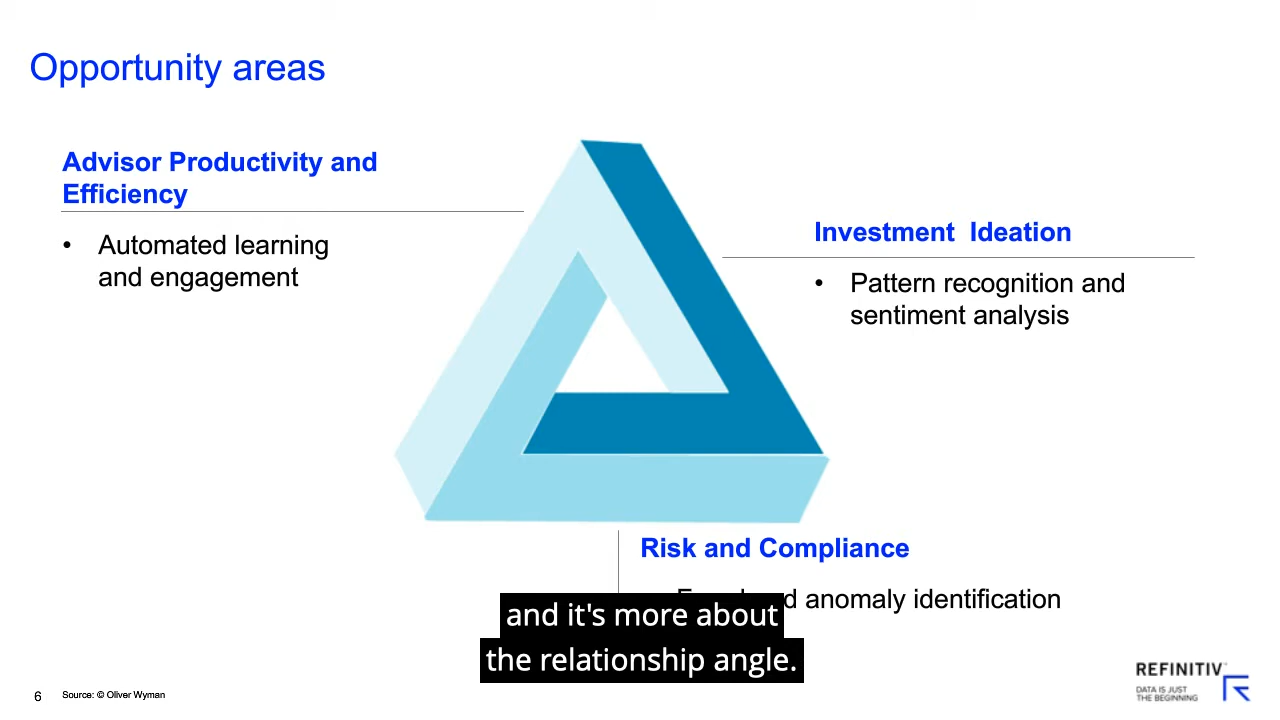 Opportunity areas
Advisor Productivity and
Efficiency
• Automated learning
and engagement
Investment Ideation
• Pattern recognition and
sentiment analysis
Risk and Compliance
anomaly identification
and it's more about
the relationship angle.
REFINITIV
DATA IS JUST
THE BEGINNING
6
Source: © Oliver Wyman